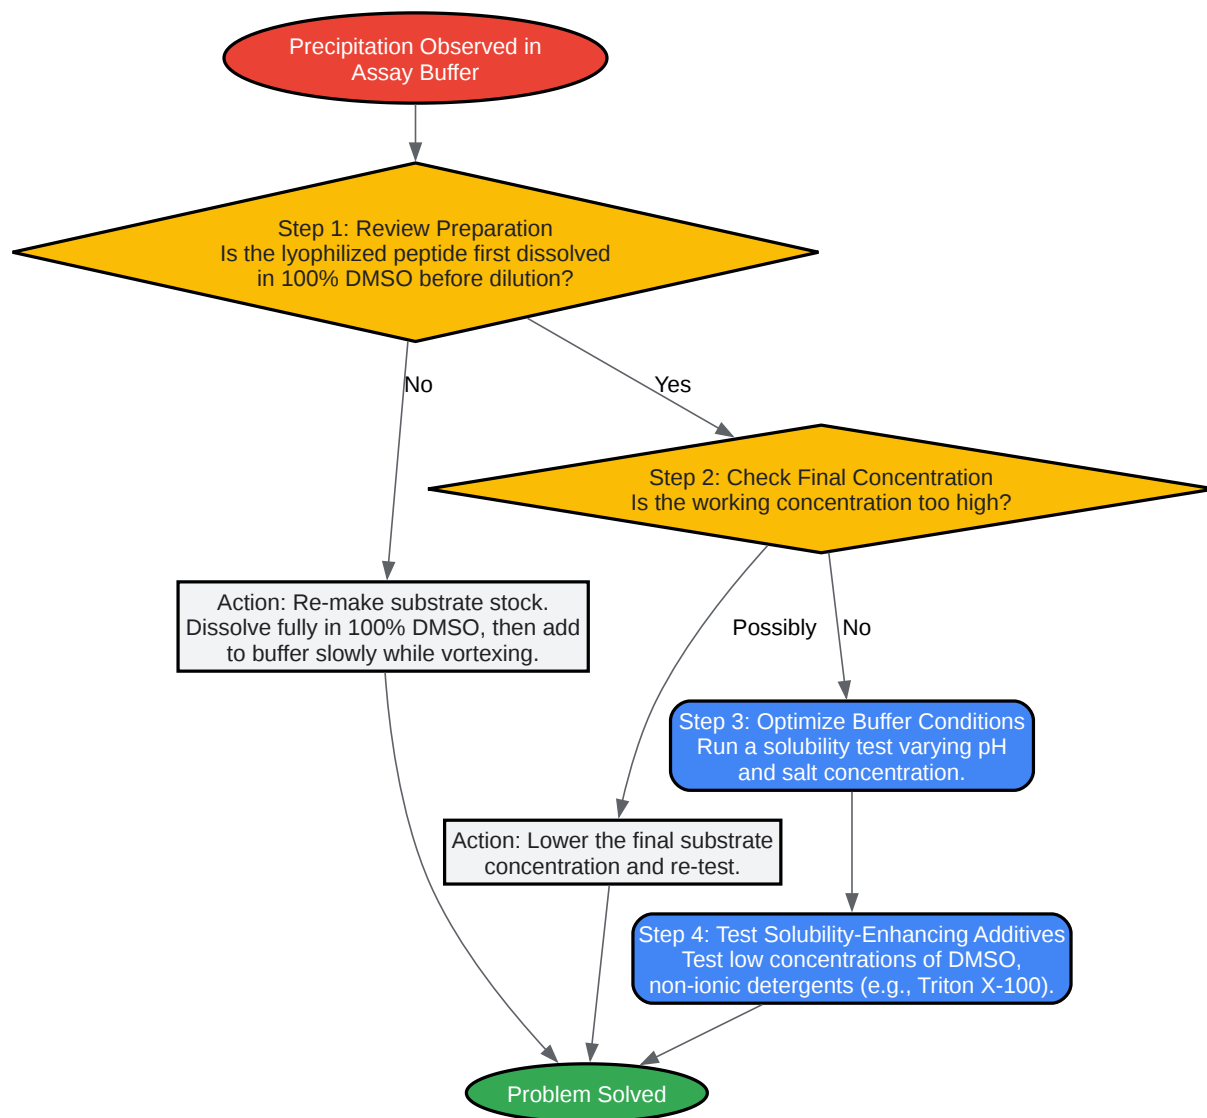 Precipitation Observed in
Assay Buffer
Step 1: Review Preparation
Is the lyophilized peptide first dissolved
in 100% DMSO before dilution?
No
Yes
Step 2: Check Final Concentration
Is the working concentration too high?
Action: Re-make substrate stock.
Dissolve fully in 100% DMSO, then add
to buffer slowly while vortexing.
Possibly
No
Step 3: Optimize Buffer Conditions
Run a solubility test varying pH
and salt concentration.
Action: Lower the final substrate
concentration and re-test.
Step 4: Test Solubility-Enhancing Additives
Test low concentrations of DMSO,
non-ionic detergents (e.g., Triton X-100).
Problem Solved